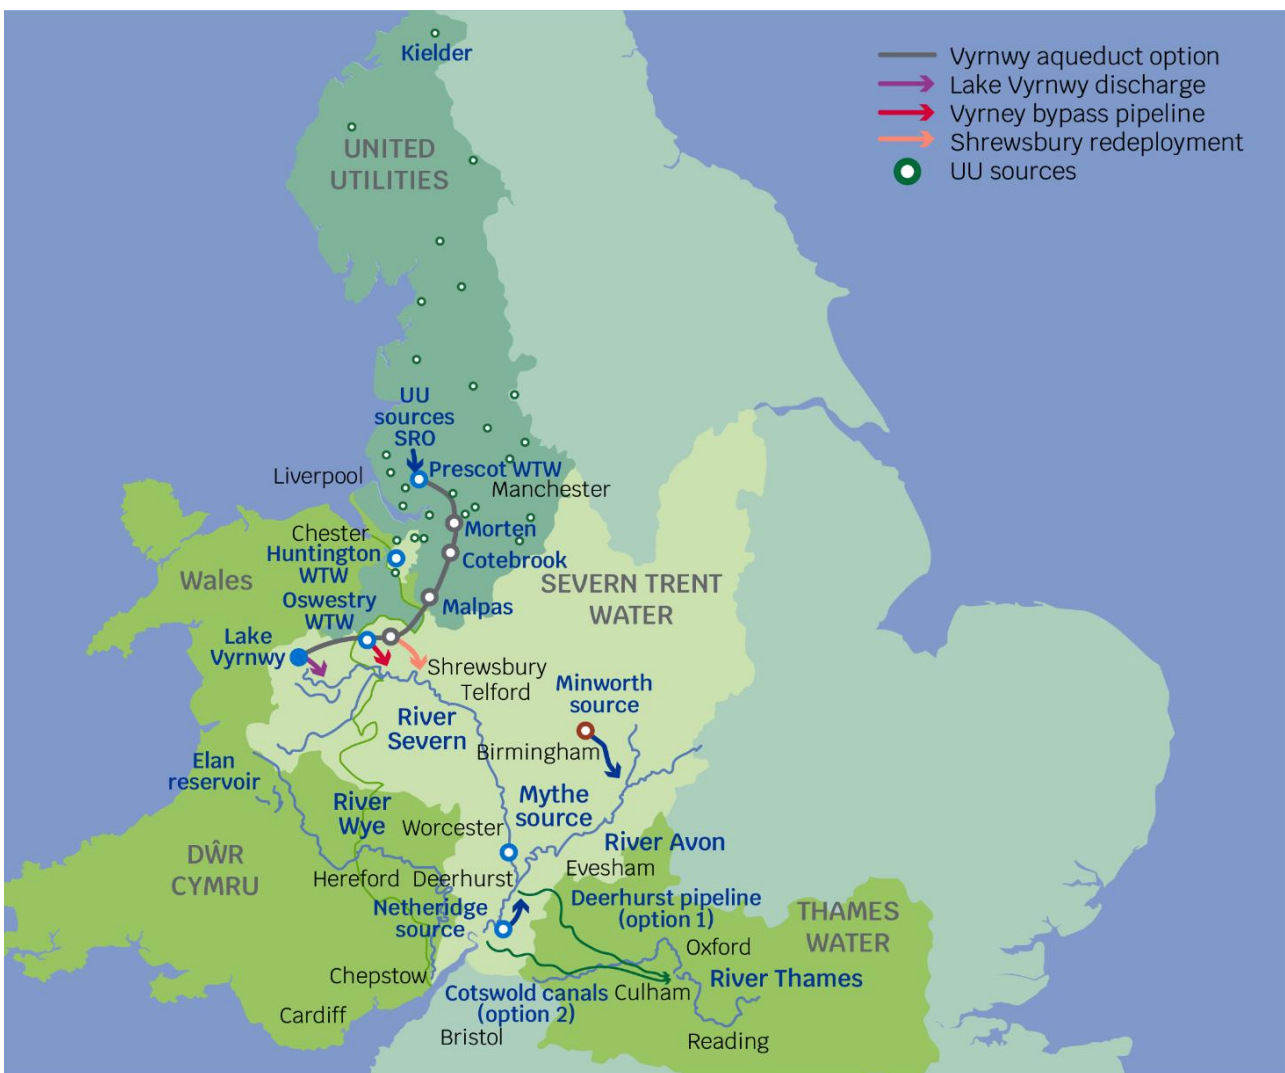 Kielder
UNITED
UTILITIES
Vyrnwy aqueduct option
Lake Vyrnwy discharge
Vyrney bypass pipeline
Shrewsbury redeployment
UU sources
UU
sources
SRO
Prescot WTW
Liverpool
Manchester
Chester
Morten
Huntington
WTW
Cotebrook
Wales
SEVERN TRENT
WATER
Oswestry
WTW
Malpas
Lake
Vyrnwy
Shrewsbury
Telford
Minworth
source
River
Severn
Birmingham
Elan
reservoir
Mythe
source
River
Wye
Worcester
River Avon
DŴR
CYMRU
Evesham
Hereford
Deerhurst
Deerhurst pipeline
(option 1)
Netheridge
source
THAMES
WATER
Oxford
Chepstow
River Thames
Cotswold canals
(option 2)
Culham
Cardiff
Bristol
Reading